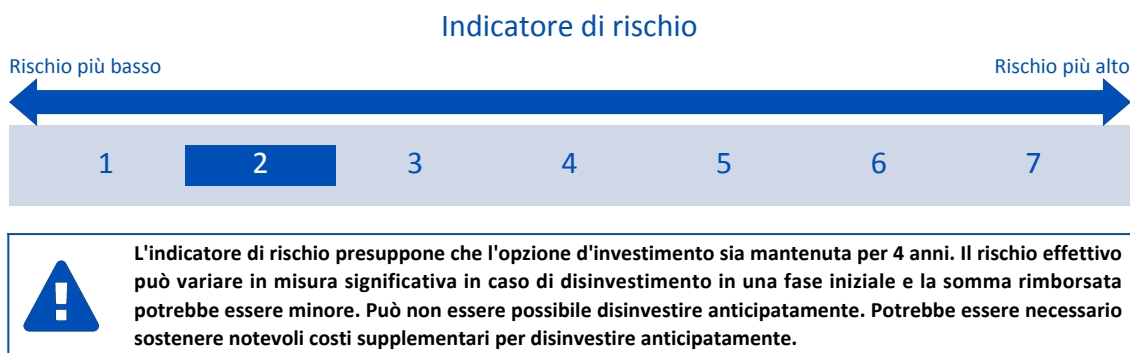 Indicatore di rischio
Rischio più basso
Rischio più alto
1 2 3 4 5 6 7
L'indicatore di rischio presuppone che l'opzione d'investimento sia mantenuta per 4 anni. Il rischio effettivo
può variare in misura significativa in caso di disinvestimento in una fase iniziale e la somma rimborsata
potrebbe essere minore. Può non essere possibile disinvestire anticipatamente. Potrebbe essere necessario
sostenere notevoli costi supplementari per disinvestire anticipatamente.